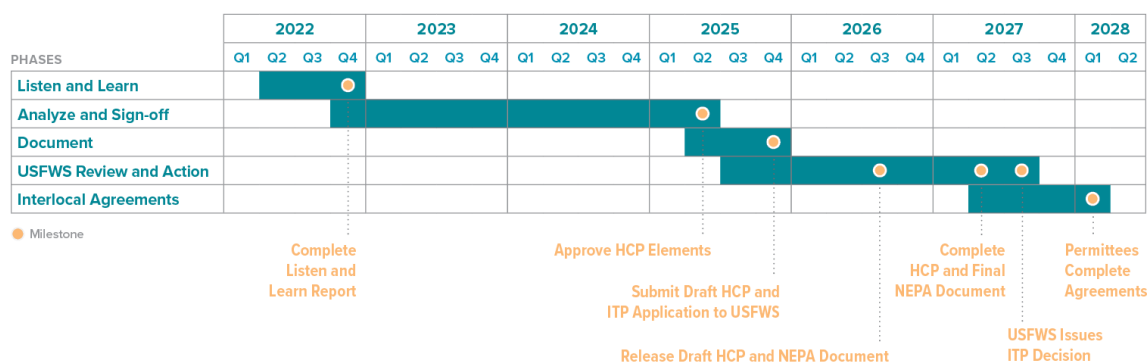 2022 2023 2024 2025 2026 2027 2028
PHASES Q1 Q2 Q3 Q4 Q1 Q2 Q3 Q4 Q1 Q2 Q3 Q4 Q1 Q2 Q3 Q4 Q1 Q2 Q3 Q4 Q1 Q2 Q3 Q4 Q1 Q2
Listen and Learn
Analyze and Sign-off
Document
USFWS Review and Action
Interlocal Agreements
Milestone
Complete
Listen and
Learn Report
Approve HCP Elements
Submit Draft HCP and
ITP Application to USFWS
Release Draft HCP and NEPA Document
Complete
HCP and Final
NEPA Document
USFWS Issues
ITP Decision
Permittees
Complete
Agreements